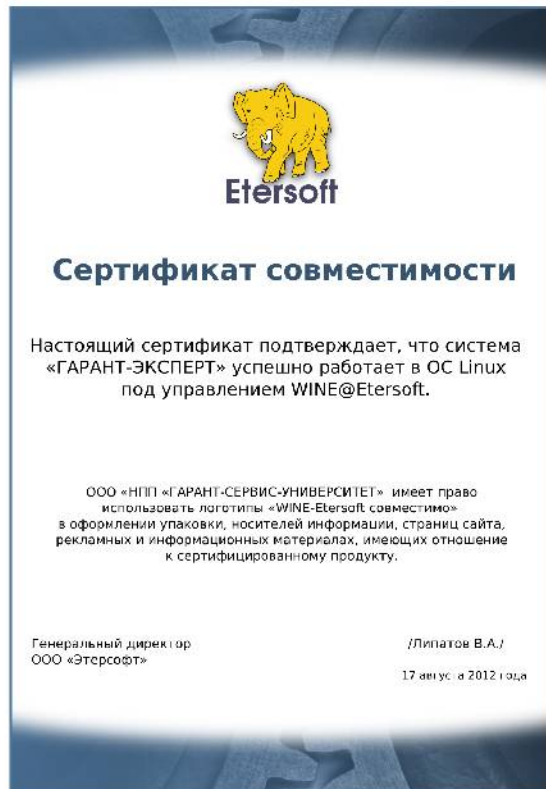 Etersoft
Сертификат совместимости
Настоящий сертификат подтверждает, что система
«ГАРАНТ-ЭКСПЕРТ» успешно работает в ОС Linux
под управлением WINE@Etersoft.
ООО «НПП «ГАРАНТ-СЕРВИС-УНИВЕРСИТЕТ» имеет право
использовать логотипы «WINE-Etersoft совместимо»
в оформлении упаковки, носителей информации, страниц сайта,
рекламных и информационных материалах, имеющих отношение
к сертифицированному продукту.
Генеральный директор
ООО «Этерсофт»
/Липатов В.А./
17 августа 2012 года